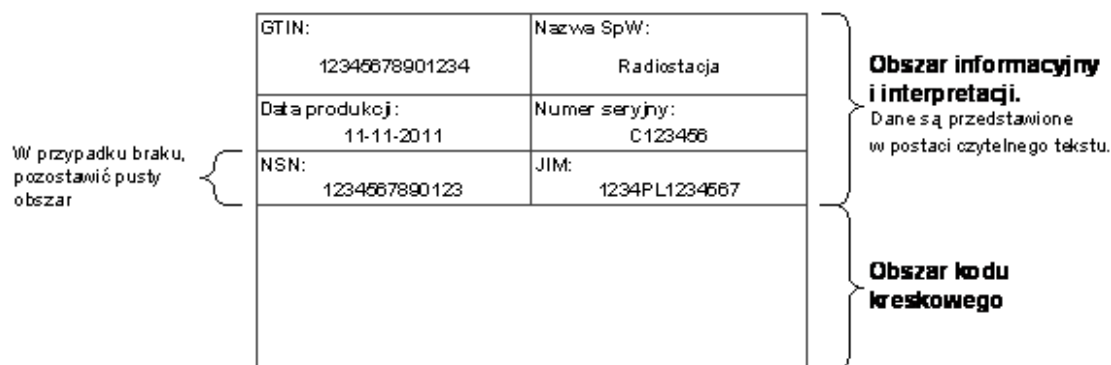 GTIN:
12345678901234
Nazwa SpW:
Radiostacja
Data produkcji:
11-11-2011
Numer seryjny:
C123456
NSN:
1234567890123
JIM:
1234PL1234567
W przypadku braku,
pozostawić pusty
obszar
Obszar informacyjny
i interpretacji.
Dane są przedstawione
w postaci czytelnego tekstu.
Obszar kodu
kreskowego